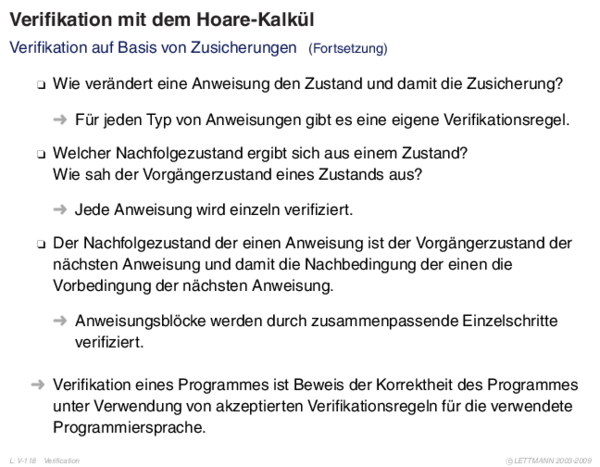 Verifikation mit dem Hoare-Kalkül
Verifikation auf Basis von Zusicherungen (Fortsetzung)
❑ Wie verändert eine Anweisung den Zustand und damit die Zusicherung?
➜ Für jeden Typ von Anweisungen gibt es eine eigene Verifikationsregel.
❑ Welcher Nachfolgezustand ergibt sich aus einem Zustand?
Wie sah der Vorgängerzustand eines Zustands aus?
➜ Jede Anweisung wird einzeln verifiziert.
❑ Der Nachfolgezustand der einen Anweisung ist der Vorgängerzustand der
nächsten Anweisung und damit die Nachbedingung der einen die
Vorbedingung der nächsten Anweisung.
➜ Anweisungsblöcke werden durch zusammenpassende Einzelschritte
verifiziert.
➜ Verifikation eines Programmes ist Beweis der Korrektheit des Programmes
unter Verwendung von akzeptierten Verifikationsregeln für die verwendete
Programmiersprache.
L: V-118 Verification © LETTMANN 2003-2009